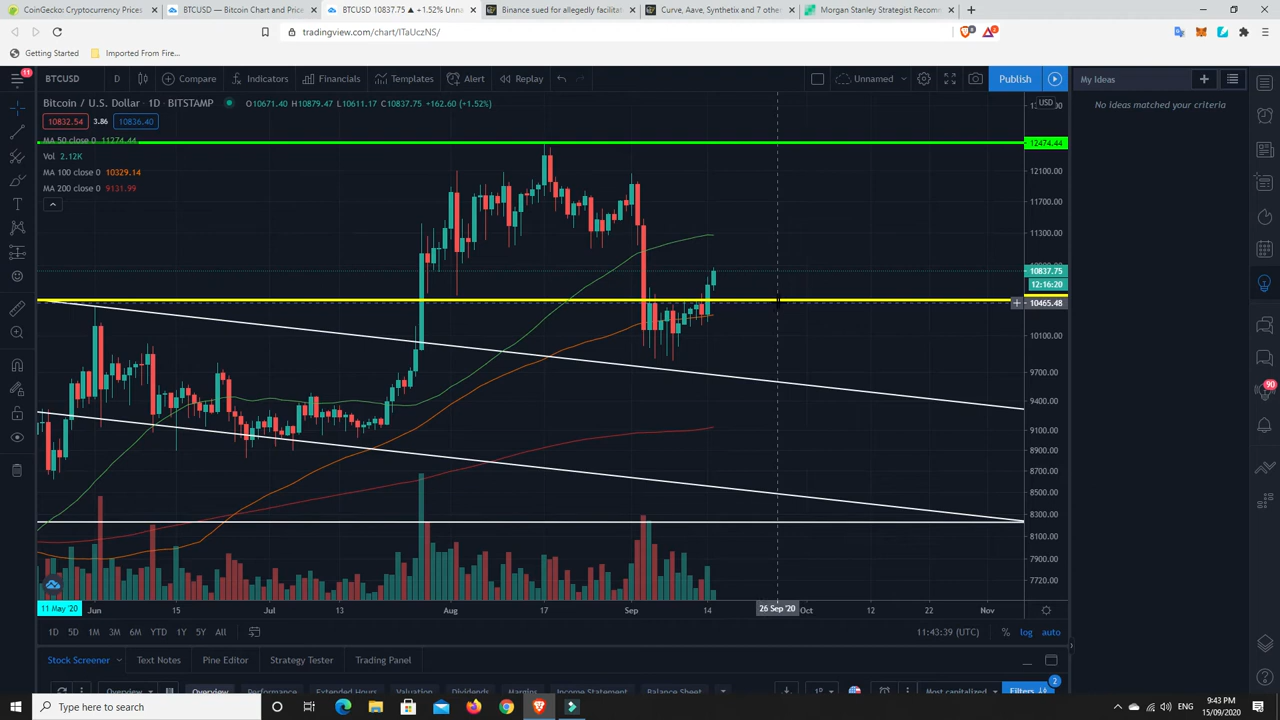 CoinGecko: Cryptocurrency Prices
BTCUSD — Bitcoin Chart and Price
BTCUSD 10837.75 ▲ +1.52% Unna
Binance sued for allegedly facilitat
Curve, Aave, Synthetix and 7 othe
Morgan Stanley Strategist Recom
tradingview.com/chart/ITaUczNS/
Getting Started
Imported From Fire...
11
BTCUSD
D
Compare
Indicators
Financials
Templates
Alert
Replay
Unnamed
Publish
My Ideas
No ideas matched your criteria
Bitcoin / U.S. Dollar · 1D · BITSTAMP
O10671.40 H10879.47 L10611.17 C10837.75 +162.60 (+1.52%)
10832.54
3.86
10836.40
MA 50 close 0 11274.44
Vol 2.12K
MA 100 close 0 10329.14
MA 200 close 0 9131.99
USD
12474.44
12100.00
11700.00
11300.00
10837.75
12:16:20
10465.48
10100.00
9700.00
9400.00
9100.00
8900.00
8700.00
8500.00
8300.00
8100.00
7900.00
7720.00
90
11 May '20
Jun
15
Jul
13
Aug
17
Sep
14
26 Sep '20
Oct
12
22
Nov
1D 5D 1M 3M 6M YTD 1Y 5Y All
11:43:39 (UTC)
%
log
auto
Stock Screener
Text Notes
Pine Editor
Strategy Tester
Trading Panel
2
Overview
Overview
Performance
Extended Hours
Valuation
Dividends
Margins
Income Statement
Balance Sheet
1D
Most capitalized
Filters
Type here to search
ENG
9:43 PM
15/09/2020